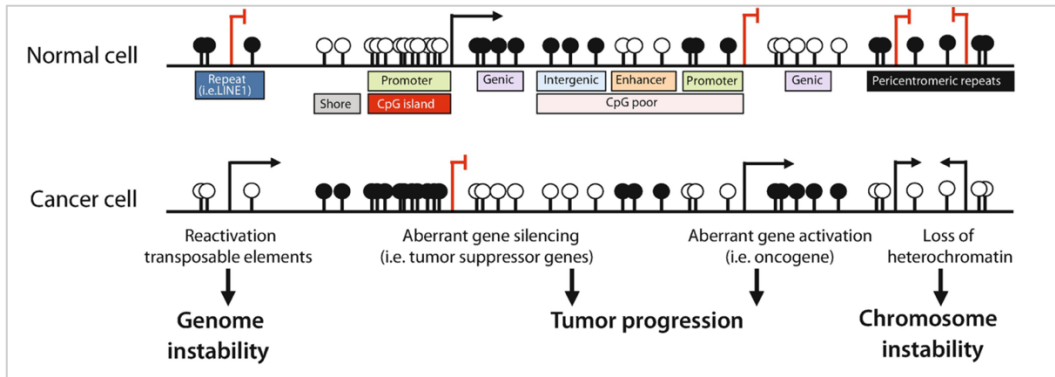 Normal cell
Repeat
(i.e.LINE1)
Shore
Promoter
CpG island
Genic
Intergenic
Enhancer
Promoter
CpG poor
Genic
Pericentromeric repeats
Cancer cell
Reactivation
transposable elements
Aberrant gene silencing
(i.e. tumor suppressor genes)
Aberrant gene activation
(i.e. oncogene)
Loss of
heterochromatin
Genome
instability
Tumor progression
Chromosome
instability